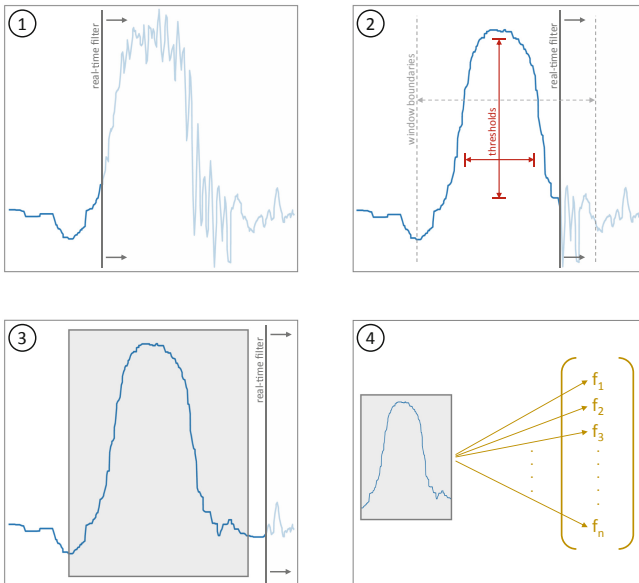 1
real-time filter
2
window boundaries
thresholds
real-time filter
3
real-time filter
4
f1
f2
f3
fn